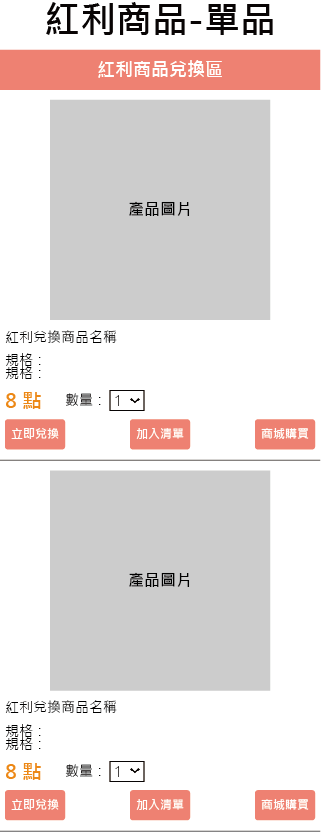 紅利商品-單品
紅利商品兌換區
產品圖片
紅利兌換商品名稱
規格：
規格：
8 點 數量： 1
立即兌換 加入清單 商城購買
產品圖片
紅利兌換商品名稱
規格：
規格：
8 點 數量： 1
立即兌換 加入清單 商城購買